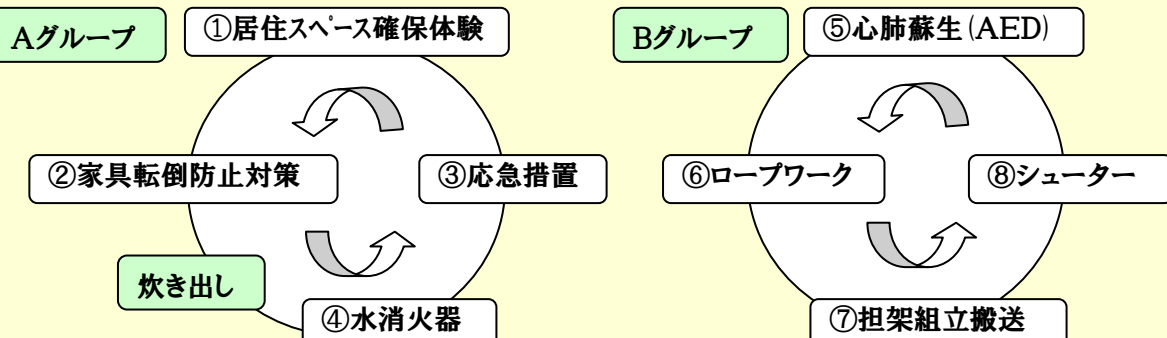 Aグループ
①居住スペース確保体験
②家具転倒防止対策
③応急措置
炊き出し
④水消火器
Bグループ
⑤心肺蘇生(AED)
⑥ロープワーク
⑧シューター
⑦担架組立搬送